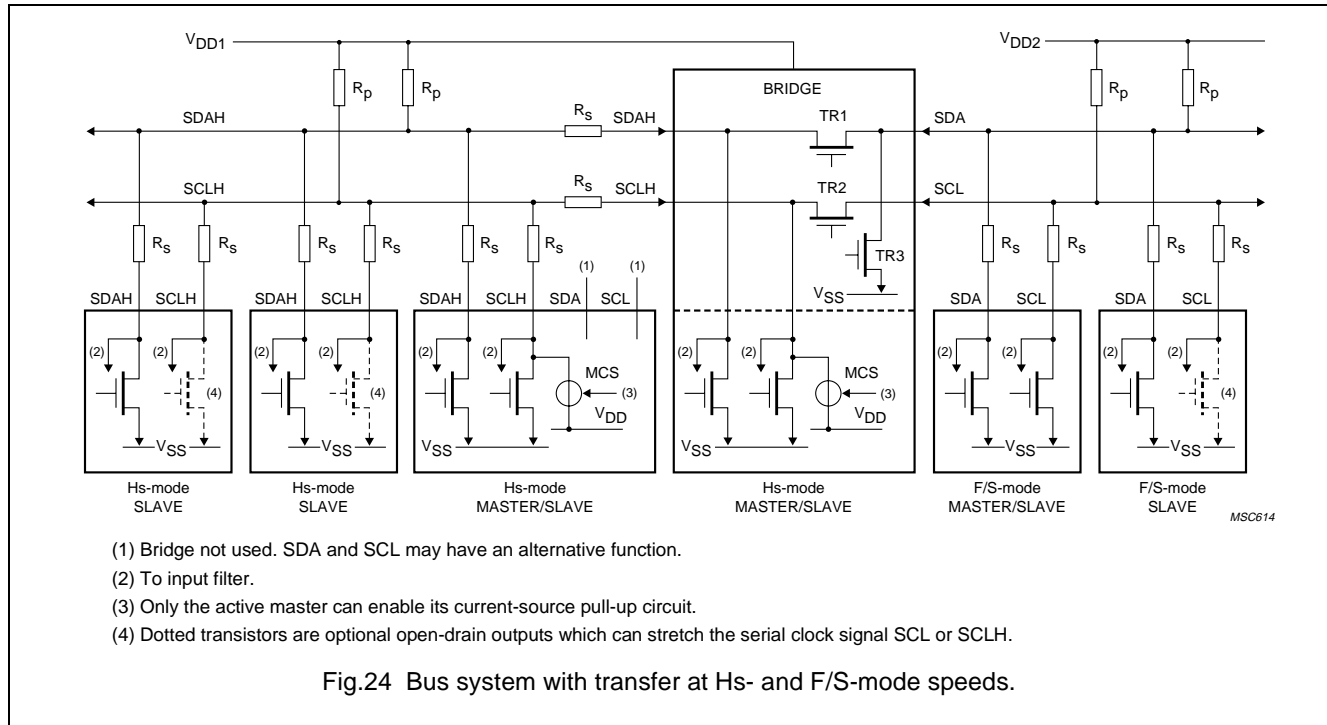 VDD1
VDD2
BRIDGE
Rp Rp Rp Rp
SDAH Rs SDAH TR1 SDA
SCLH Rs SCLH TR2 SCL
Rs Rs Rs Rs Rs Rs TR3 Rs Rs Rs Rs
(1) (1)
VSS
SDAH SCLH SDAH SCLH SDAH SCLH SDA SCL SDA SCL SDA SCL
(2) (2) (2) (2) (2) (2) (2) (2) (2) (2) (2) (2)
(4) (4) MCS (3) MCS (3) (4)
VDD VDD
VSS VSS VSS VSS VSS VSS
Hs-mode SLAVE
Hs-mode SLAVE
Hs-mode MASTER/SLAVE
Hs-mode MASTER/SLAVE
F/S-mode MASTER/SLAVE
F/S-mode SLAVE
MSC614
(1) Bridge not used. SDA and SCL may have an alternative function.
(2) To input filter.
(3) Only the active master can enable its current-source pull-up circuit.
(4) Dotted transistors are optional open-drain outputs which can stretch the serial clock signal SCL or SCLH.
Fig.24 Bus system with transfer at Hs- and F/S-mode speeds.